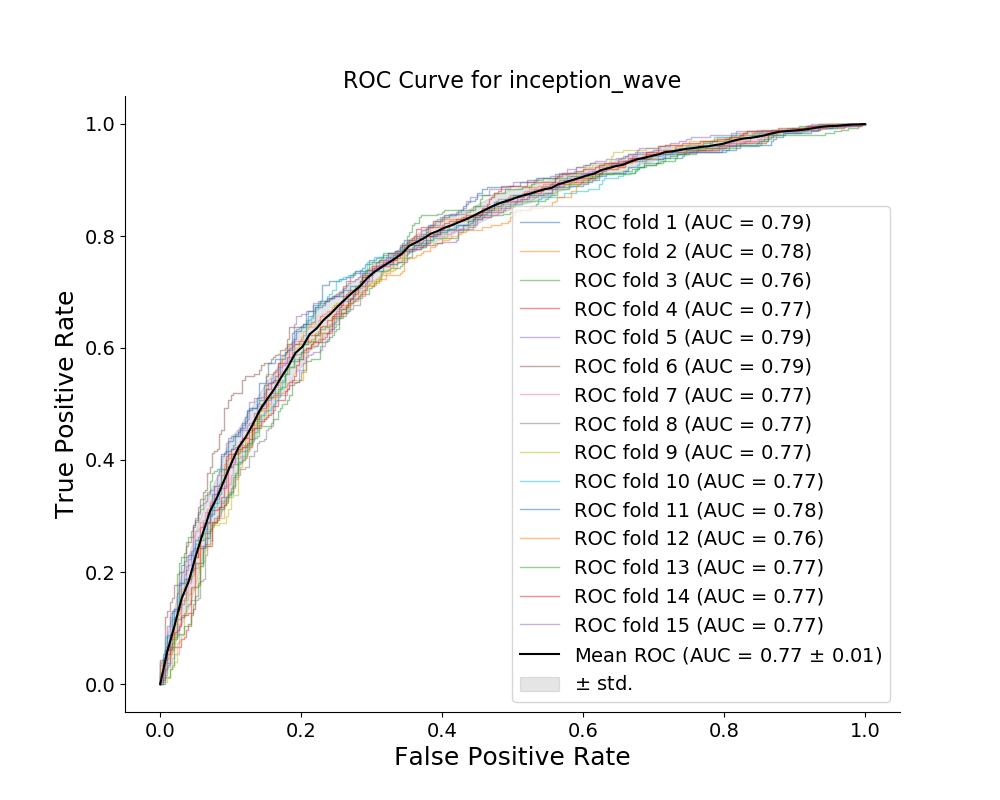 ROC Curve for inception_wave
True Positive Rate
1.0
0.8
0.6
0.4
0.2
0.0
ROC fold 1 (AUC = 0.79)
ROC fold 2 (AUC = 0.78)
ROC fold 3 (AUC = 0.76)
ROC fold 4 (AUC = 0.77)
ROC fold 5 (AUC = 0.79)
ROC fold 6 (AUC = 0.79)
ROC fold 7 (AUC = 0.77)
ROC fold 8 (AUC = 0.77)
ROC fold 9 (AUC = 0.77)
ROC fold 10 (AUC = 0.77)
ROC fold 11 (AUC = 0.78)
ROC fold 12 (AUC = 0.76)
ROC fold 13 (AUC = 0.77)
ROC fold 14 (AUC = 0.77)
ROC fold 15 (AUC = 0.77)
Mean ROC (AUC = 0.77 ± 0.01)
± std.
0.0 0.2 0.4 0.6 0.8 1.0
False Positive Rate